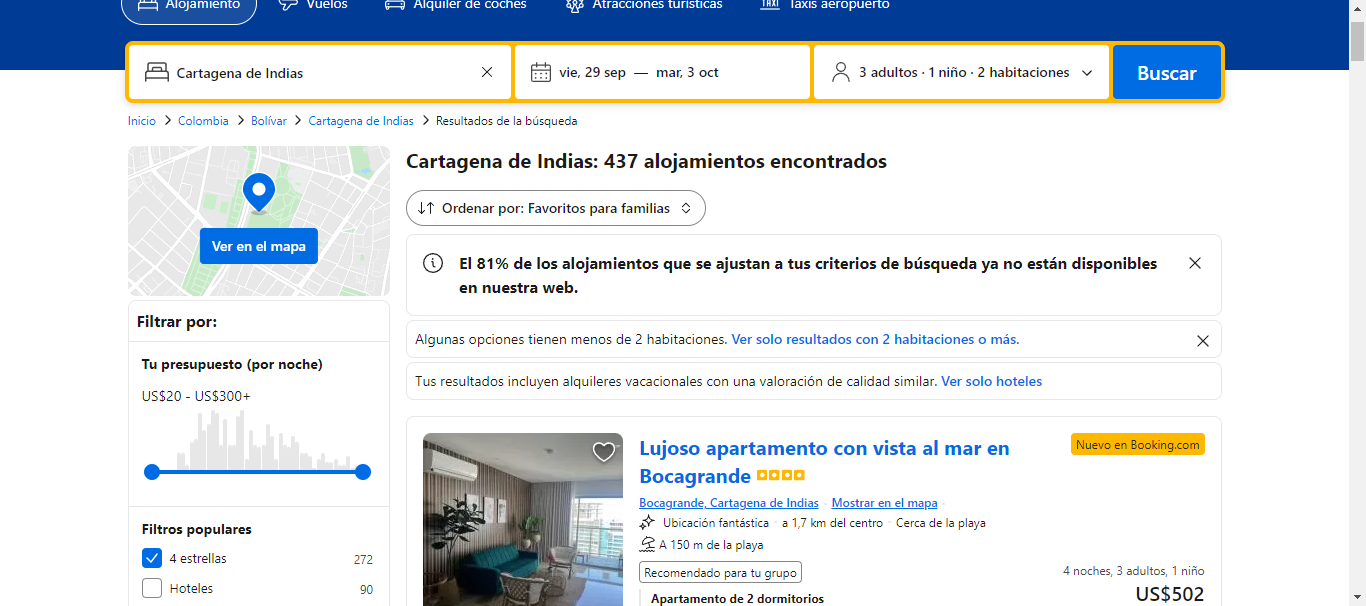 Alojamiento
Vuelos
Alquiler de coches
Atracciones turísticas
TAXI
Taxis aeropuerto
Cartagena de Indias
vie, 29 sep — mar, 3 oct
3 adultos · 1 niño · 2 habitaciones
Buscar
Inicio
Colombia
Bolívar
Cartagena de Indias
Resultados de la búsqueda
Ver en el mapa
Filtrar por:
Tu presupuesto (por noche)
US$20 - US$300+
Filtros populares
4 estrellas 272
Hoteles 90
Cartagena de Indias: 437 alojamientos encontrados
Ordenar por: Favoritos para familias
El 81% de los alojamientos que se ajustan a tus criterios de búsqueda ya no están disponibles
en nuestra web.
Algunas opciones tienen menos de 2 habitaciones. Ver solo resultados con 2 habitaciones o más.
Tus resultados incluyen alquileres vacacionales con una valoración de calidad similar. Ver solo hoteles
Lujoso apartamento con vista al mar en
Bocagrande
Nuevo en Booking.com
Bocagrande, Cartagena de Indias · Mostrar en el mapa ·
Ubicación fantástica · a 1,7 km del centro · Cerca de la playa
A 150 m de la playa
Recomendado para tu grupo
Apartamento de 2 dormitorios
4 noches, 3 adultos, 1 niño
US$502